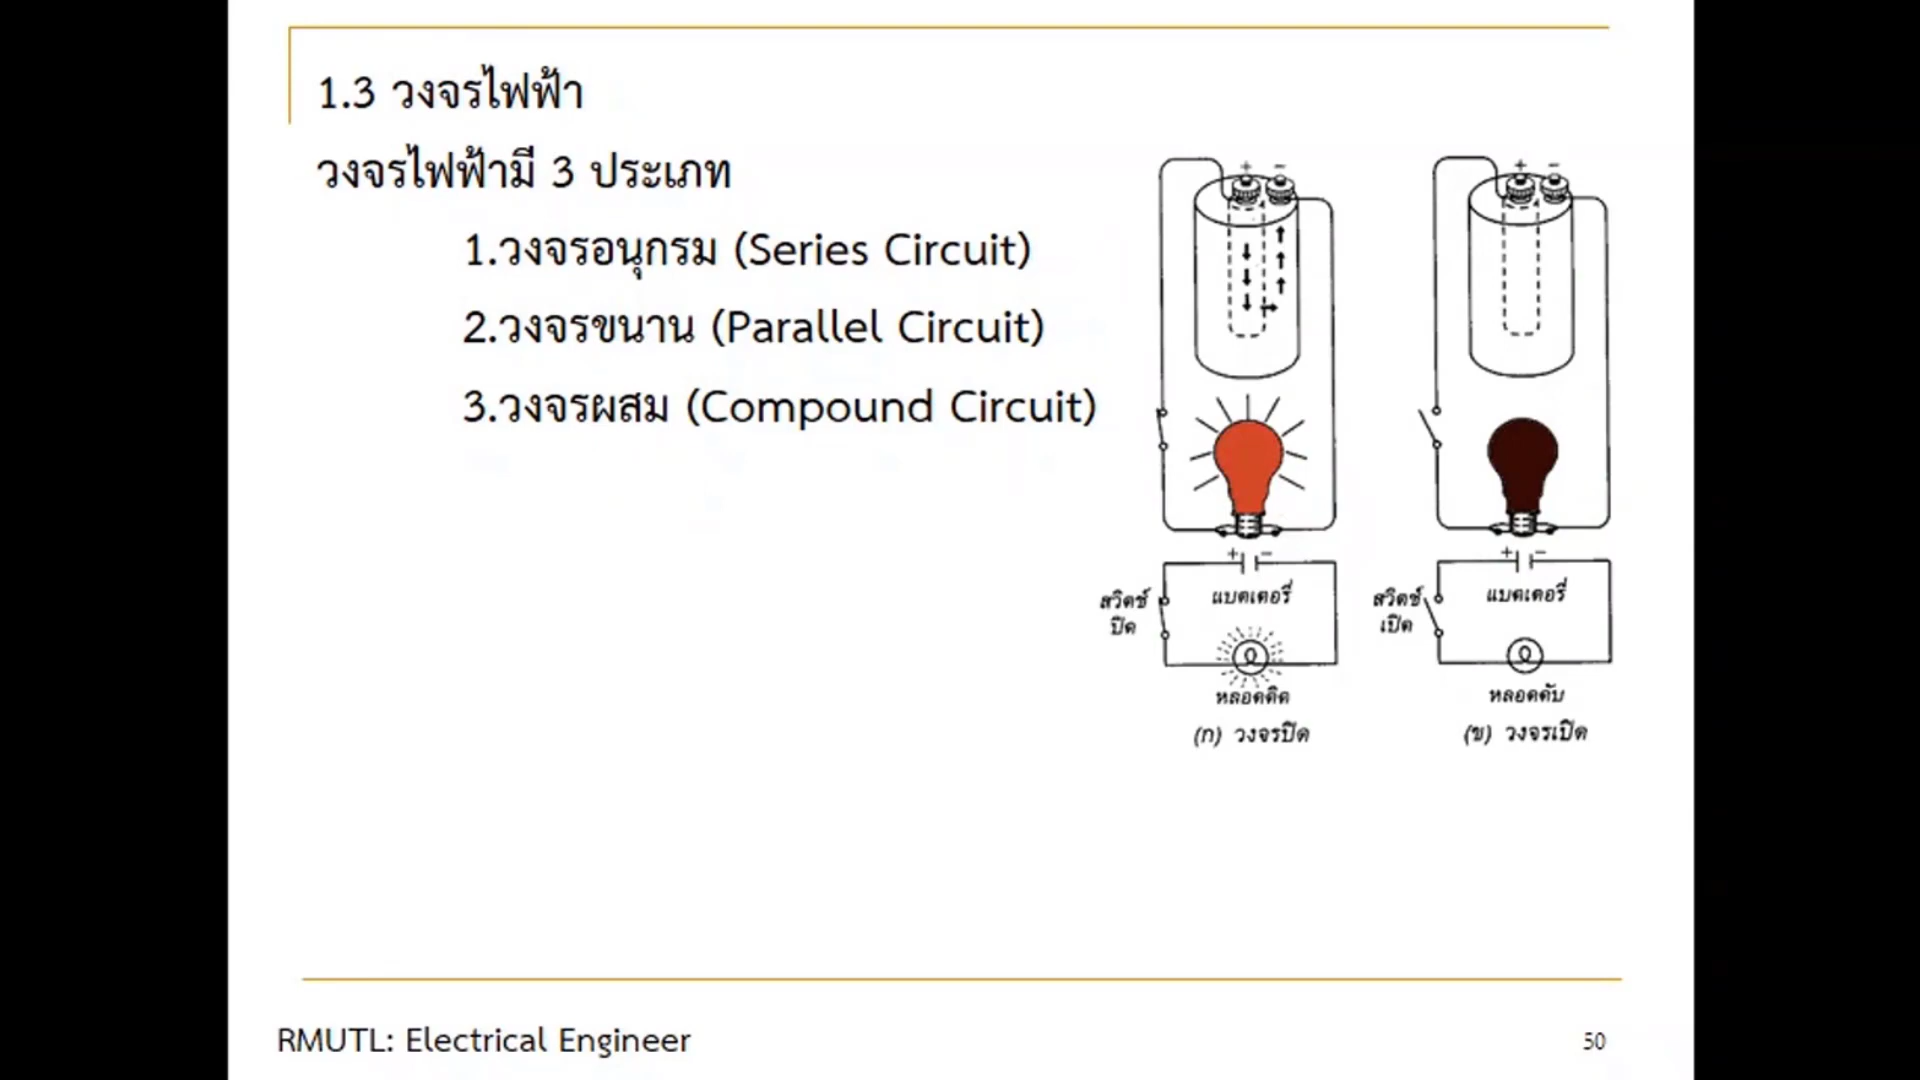 1.3 วงจรไฟฟ้า
วงจรไฟฟ้ามี 3 ประเภท
1.วงจรอนุกรม (Series Circuit)
2.วงจรขนาน (Parallel Circuit)
3.วงจรผสม (Compound Circuit)
+ −
+ −
+ −
+ −
สวิตช์
ปิด
แบตเตอรี่
หลอดติด
(ก) วงจรปิด
สวิตช์
เปิด
แบตเตอรี่
หลอดดับ
(ข) วงจรเปิด
RMUTL: Electrical Engineer
50